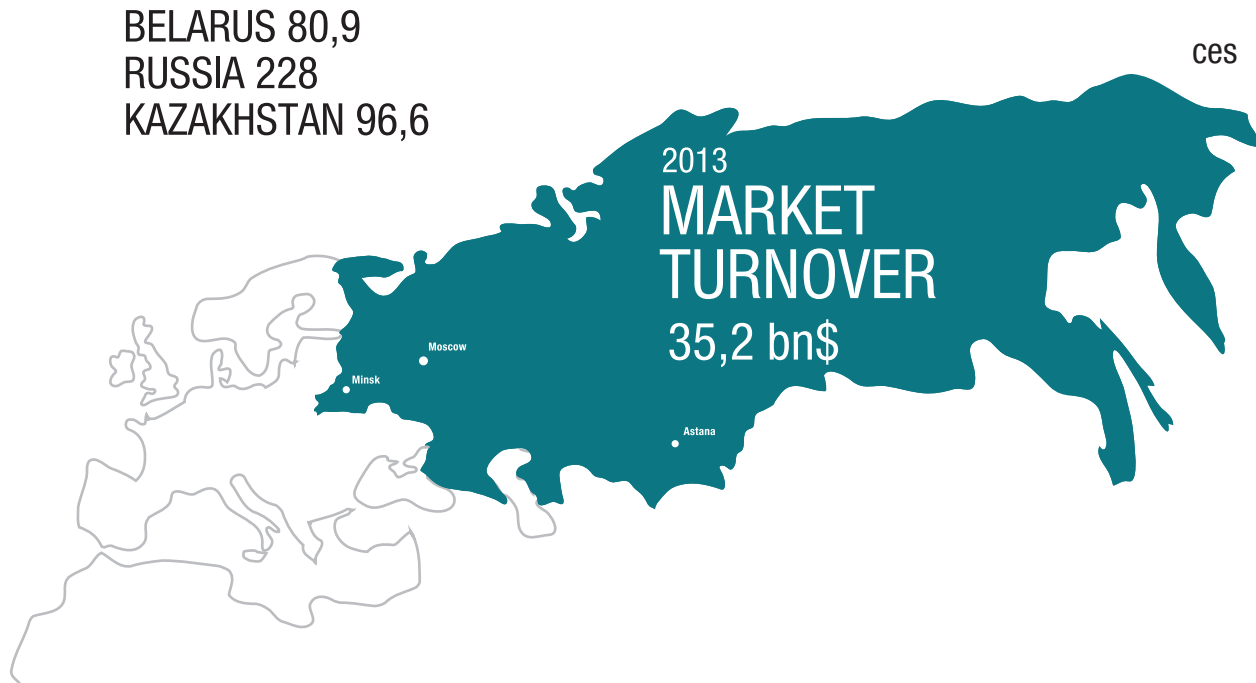 BELARUS 80,9
RUSSIA 228
KAZAKHSTAN 96,6
ces
2013
MARKET
TURNOVER
35,2 bn$
Moscow
Minsk
Astana